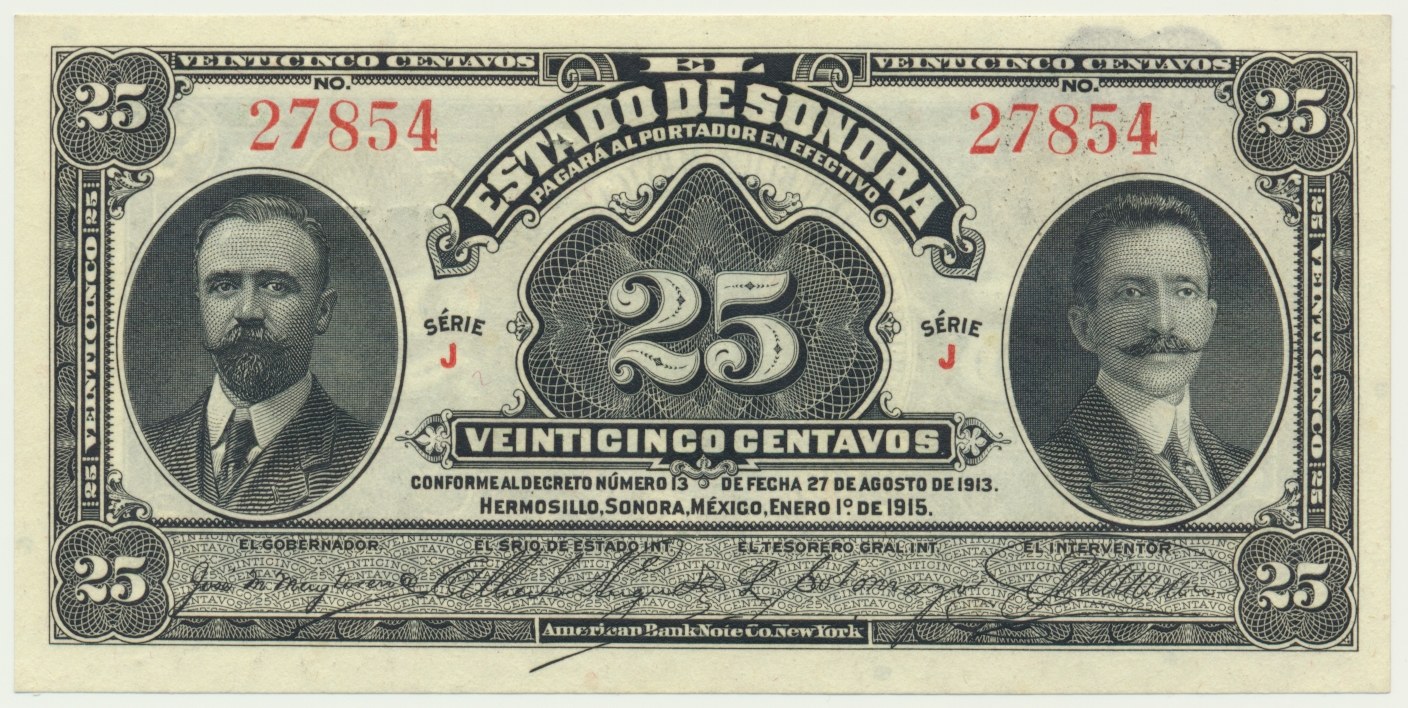 VEINTICINCO CENTAVOS
EL
VEINTICINCO CENTAVOS
NO.
27854
NO.
27854
25
25
ESTADO DE SONORA
PAGARÁ AL PORTADOR EN EFECTIVO
25 VEINTICINCO 25
25 VEINTICINCO 25
SÉRIE
J
25
SÉRIE
J
VEINTICINCO CENTAVOS
CONFORME AL DECRETO NÚMERO 13 DE FECHA 27 DE AGOSTO DE 1913.
HERMOSILLO, SONORA, MÉXICO, ENERO 1º DE 1915.
EL GOBERNADOR
EL SRIO. DE ESTADO INT.
EL TESORERO GRAL. INT.
EL INTERVENTOR
25
25
American Bank Note Co. New York